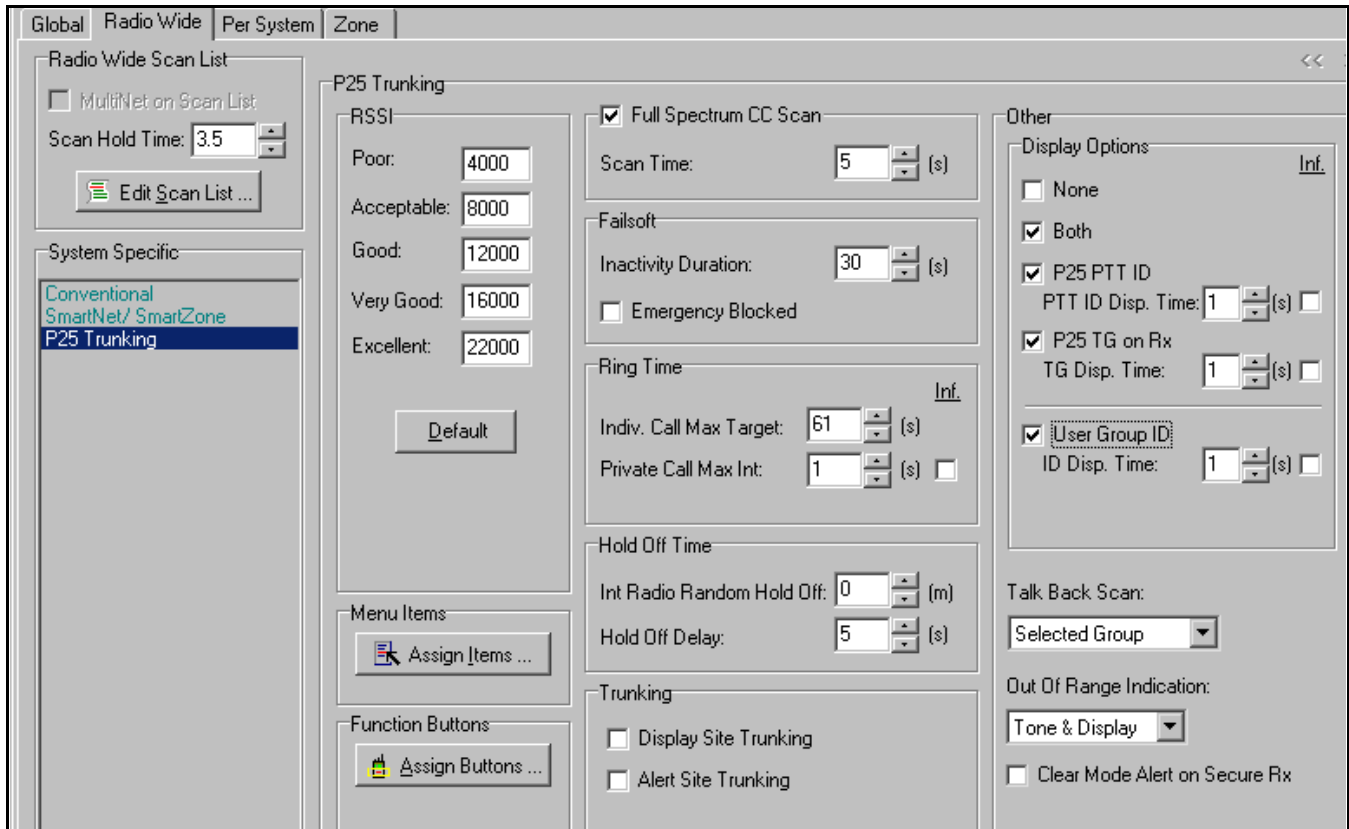 Global Radio Wide Per System Zone
Radio Wide Scan List
MultiNet on Scan List
Scan Hold Time: 3.5
Edit Scan List ...
System Specific
Conventional
SmartNet/ SmartZone
P25 Trunking
<<
P25 Trunking
RSSI
Poor: 4000
Acceptable: 8000
Good: 12000
Very Good: 16000
Excellent: 22000
Default
Menu Items
Assign Items ...
Function Buttons
Assign Buttons ...
Full Spectrum CC Scan
Scan Time: 5 (s)
Failsoft
Inactivity Duration: 30 (s)
Emergency Blocked
Ring Time
Inf.
Indiv. Call Max Target: 61 (s)
Private Call Max Int: 1 (s)
Hold Off Time
Int Radio Random Hold Off: 0 (m)
Hold Off Delay: 5 (s)
Trunking
Display Site Trunking
Alert Site Trunking
Other
Display Options
Inf.
None
Both
P25 PTT ID
PTT ID Disp. Time: 1 (s)
P25 TG on Rx
TG Disp. Time: 1 (s)
User Group ID
ID Disp. Time: 1 (s)
Talk Back Scan:
Selected Group
Out Of Range Indication:
Tone & Display
Clear Mode Alert on Secure Rx